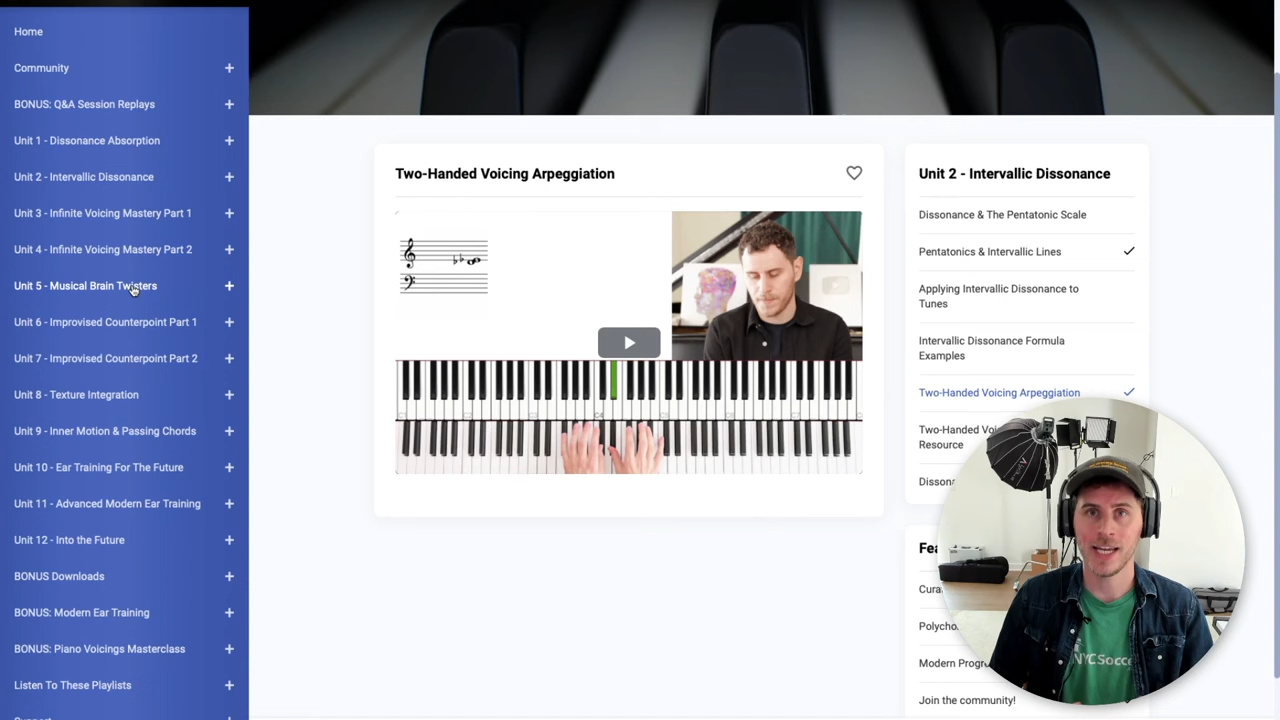 Home
Community
BONUS: Q&A Session Replays
Unit 1 - Dissonance Absorption
Unit 2 - Intervallic Dissonance
Unit 3 - Infinite Voicing Mastery Part 1
Unit 4 - Infinite Voicing Mastery Part 2
Unit 5 - Musical Brain Twisters
Unit 6 - Improvised Counterpoint Part 1
Unit 7 - Improvised Counterpoint Part 2
Unit 8 - Texture Integration
Unit 9 - Inner Motion & Passing Chords
Unit 10 - Ear Training For The Future
Unit 11 - Advanced Modern Ear Training
Unit 12 - Into the Future
BONUS Downloads
BONUS: Modern Ear Training
BONUS: Piano Voicings Masterclass
Listen To These Playlists
Two-Handed Voicing Arpeggiation
C4
Unit 2 - Intervallic Dissonance
Dissonance & The Pentatonic Scale
Pentatonics & Intervallic Lines
Applying Intervallic Dissonance to
Tunes
Intervallic Dissonance Formula
Examples
Two-Handed Voicing Arpeggiation
Two-Handed
Resource
Join the community!